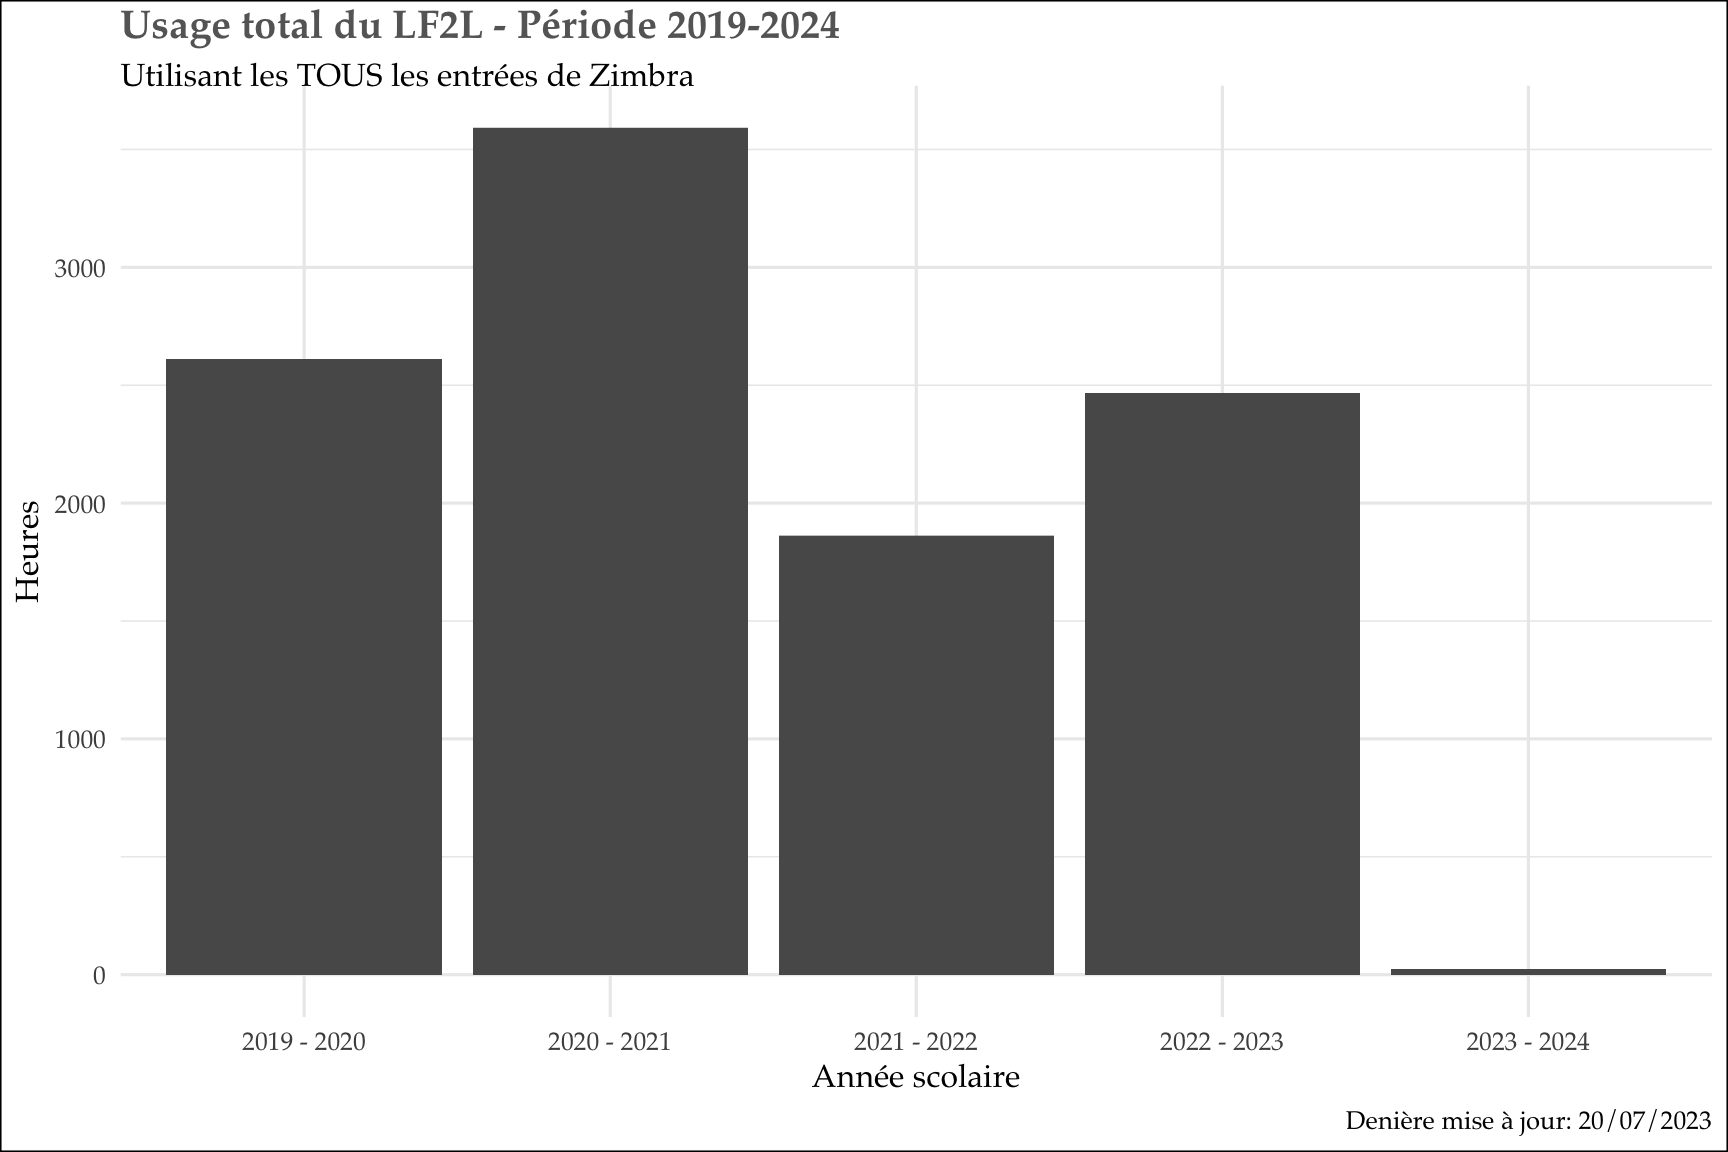 Usage total du LF2L - Période 2019-2024
Utilisant les TOUS les entrées de Zimbra
Heures
3000
2000
1000
0
2019 - 2020
2020 - 2021
2021 - 2022
2022 - 2023
2023 - 2024
Année scolaire
Denière mise à jour: 20/07/2023